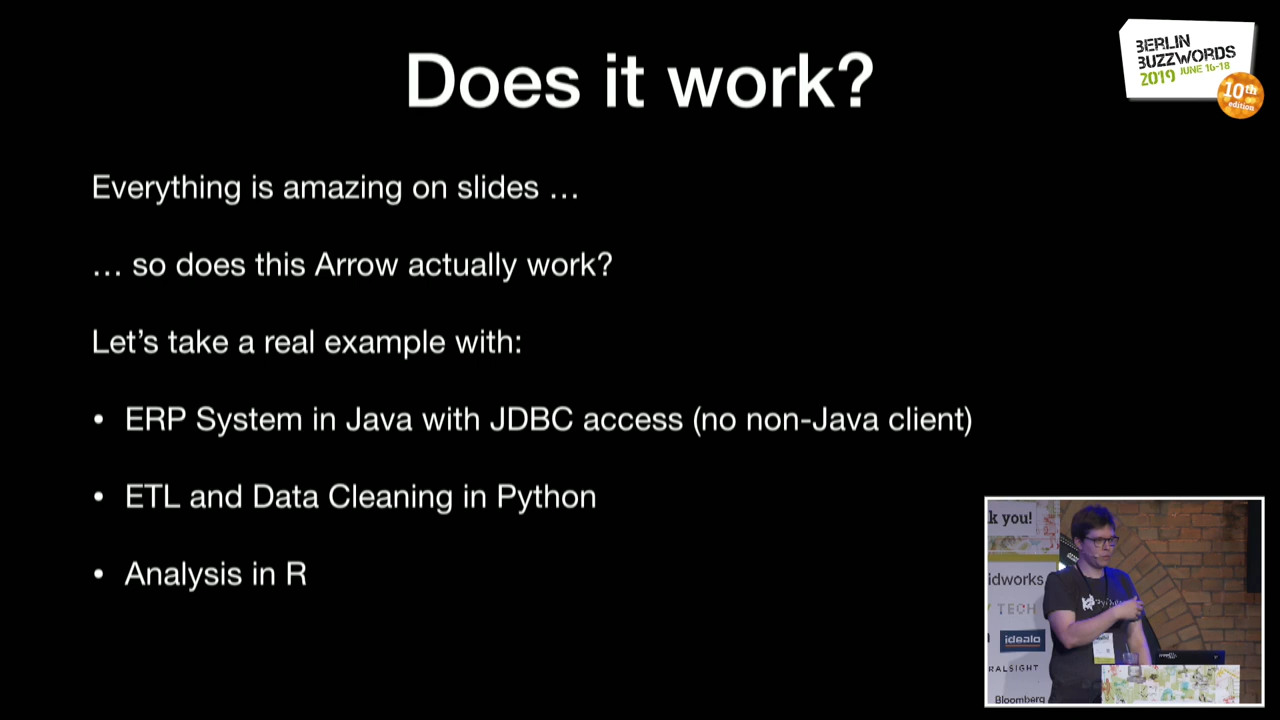 Does it work?
BERLIN
BUZZWORDS
2019 JUNE 16-18
10th
edition
Everything is amazing on slides …
… so does this Arrow actually work?
Let’s take a real example with:
• ERP System in Java with JDBC access (no non-Java client)
• ETL and Data Cleaning in Python
• Analysis in R
k you!
idworks
TECH
idealo
RALSIGHT
Bloomberg